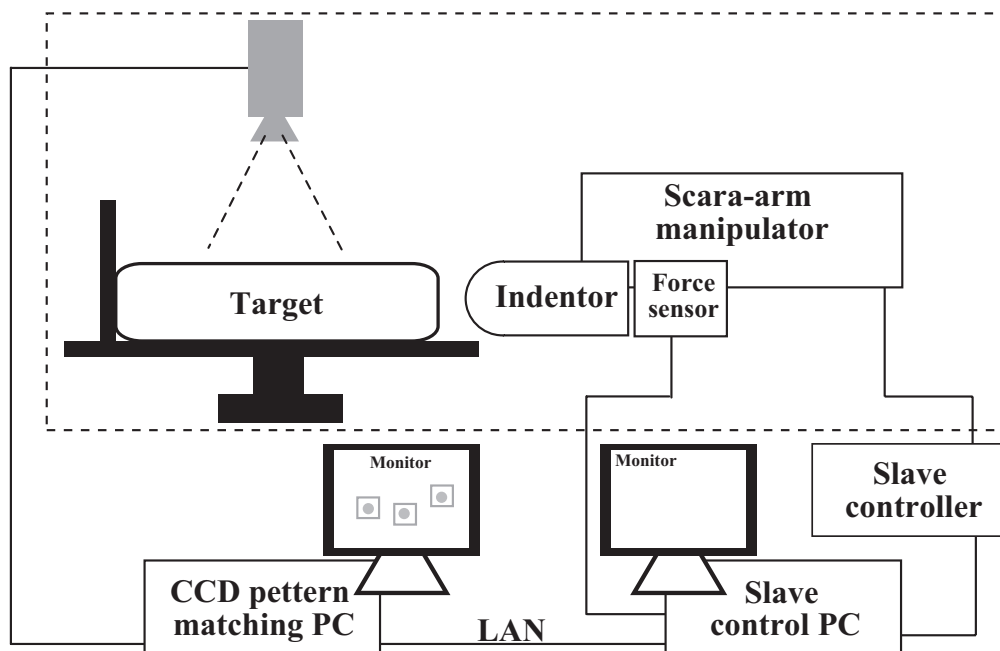 Scara-arm
manipulator
Force
sensor
Indentor
Target
Monitor
Monitor
Slave
controller
CCD pettern
matching PC
LAN
Slave
control PC